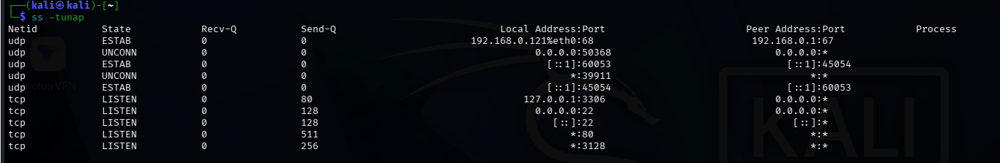 ┌──(kali㉿kali)-[~]
└─$ ss -tunap
Netid State Recv-Q Send-Q Local Address:Port Peer Address:Port Process
udp ESTAB 0 0 192.168.0.121%eth0:68 192.168.0.1:67
udp UNCONN 0 0 0.0.0.0:50368 0.0.0.0:*
udp ESTAB 0 0 [::1]:60053 [::1]:45054
udp UNCONN 0 0 *:39911 *:*
udp ESTAB 0 0 [::1]:45054 [::1]:60053
tcp LISTEN 0 80 127.0.0.1:3306 0.0.0.0:*
tcp LISTEN 0 128 0.0.0.0:22 0.0.0.0:*
tcp LISTEN 0 128 [::]:22 [::]:*
tcp LISTEN 0 511 *:80 *:*
tcp LISTEN 0 256 *:3128 *:*
roton VPN
KALI